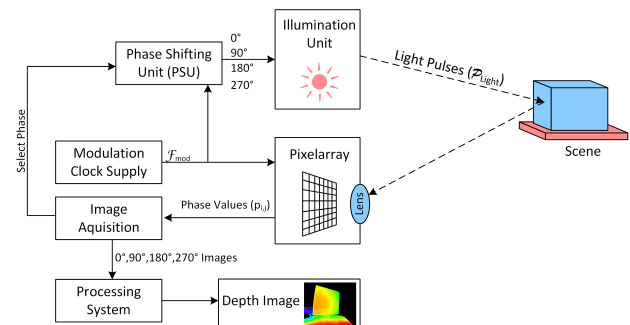 Illumination
Unit
0°
90°
180°
270°
Phase Shifting
Unit (PSU)
Light Pulses (𝒫Light)
Scene
Select Phase
Modulation
Clock Supply
ℱmod
Pixelarray
Lens
Image
Aquisition
Phase Values (pi,j)
0°,90°,180°,270° Images
Processing
System
Depth Image